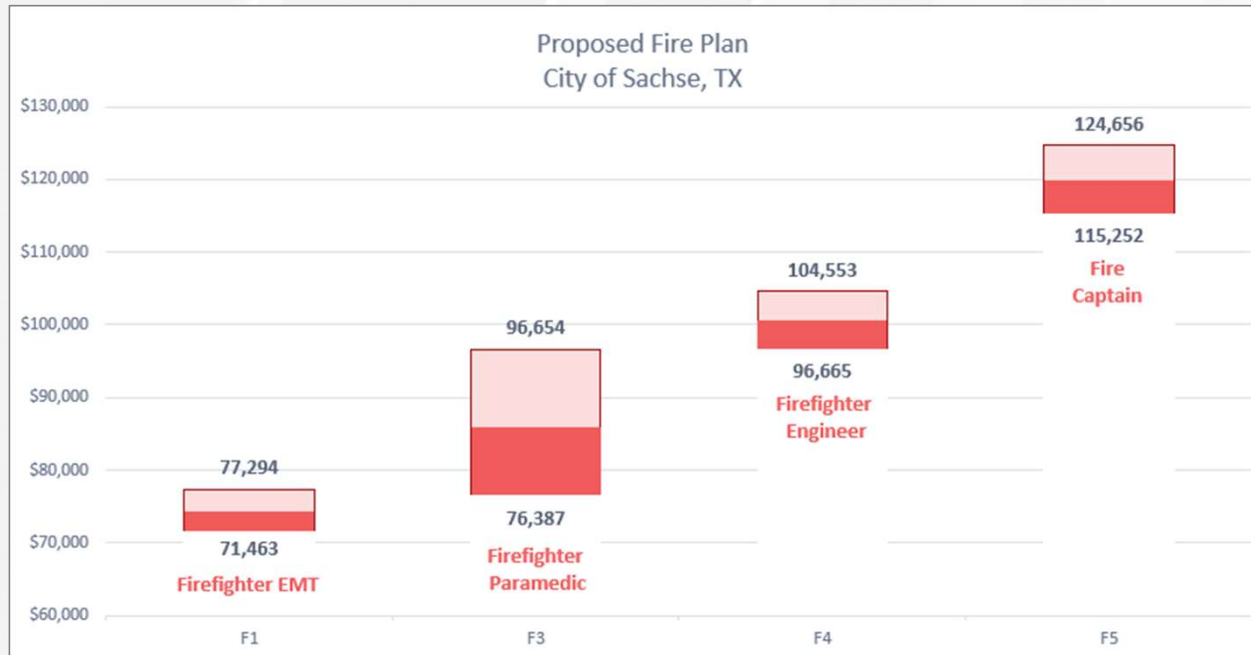 Proposed Fire Plan
City of Sachse, TX
$130,000
$120,000
$110,000
$100,000
$90,000
$80,000
$70,000
$60,000
77,294
71,463
Firefighter EMT
96,654
76,387
Firefighter
Paramedic
104,553
96,665
Firefighter
Engineer
124,656
115,252
Fire
Captain
F1
F3
F4
F5